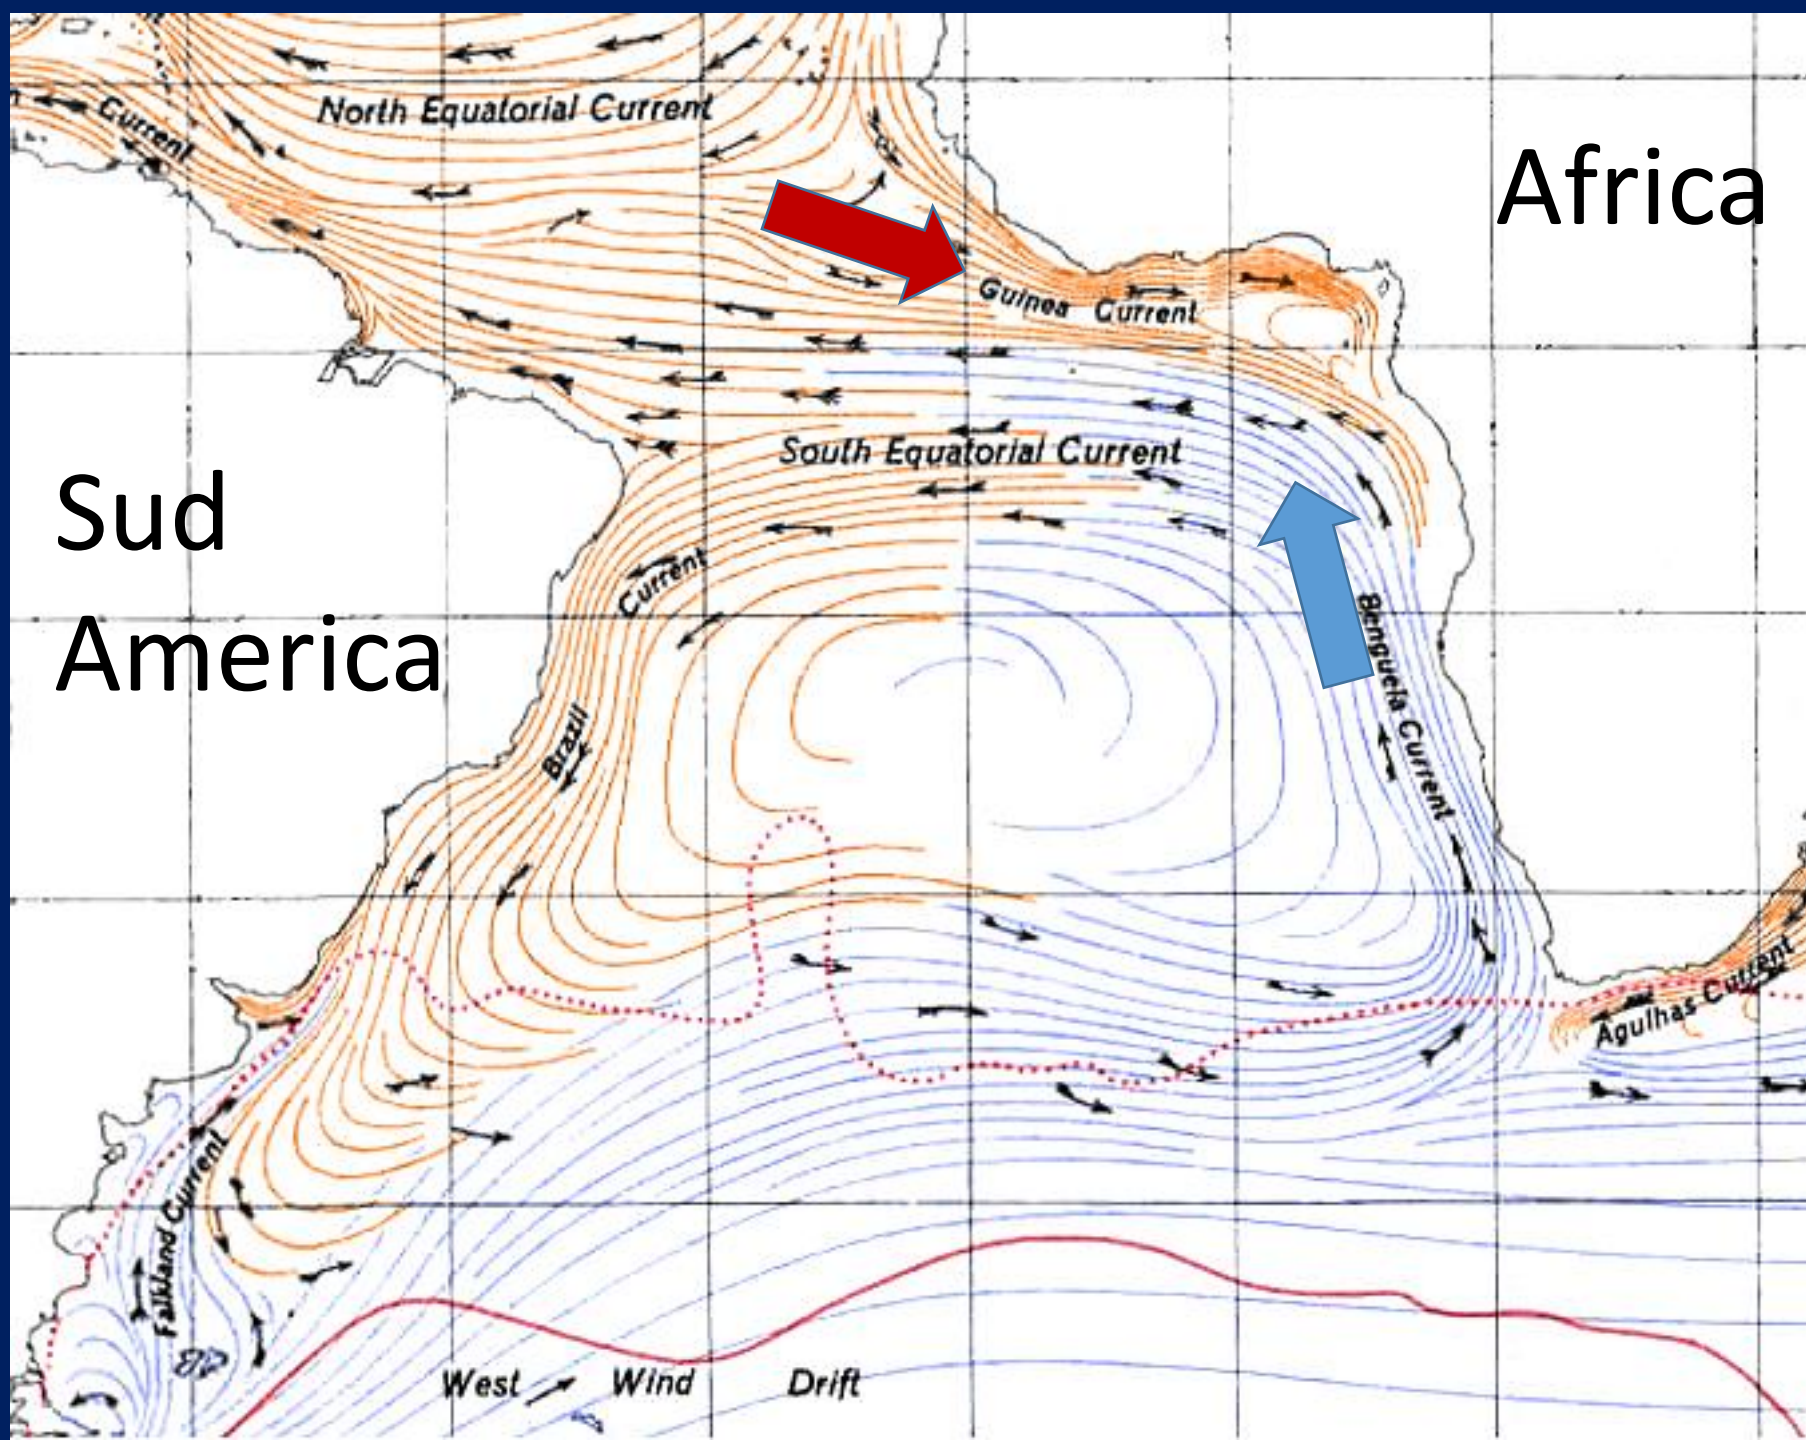 North Equatorial Current
Current
Africa
Guinea Current
South Equatorial Current
Sud
America
Current
Brazil
Benguela Current
Agulhas Current
Falkland Current
West Wind Drift